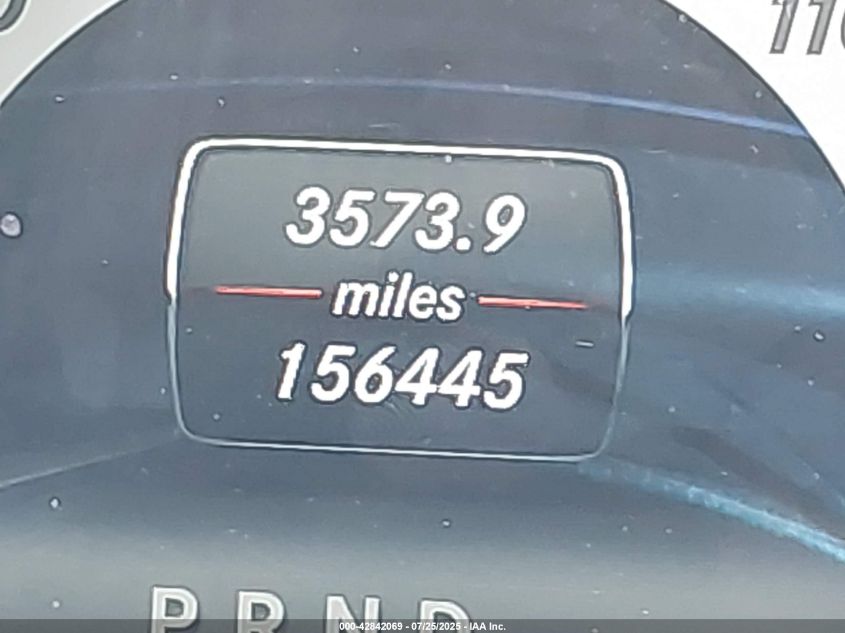 3573.9
miles
156445
P R N D
000-42842069 - 07/25/2025 - IAA Inc.